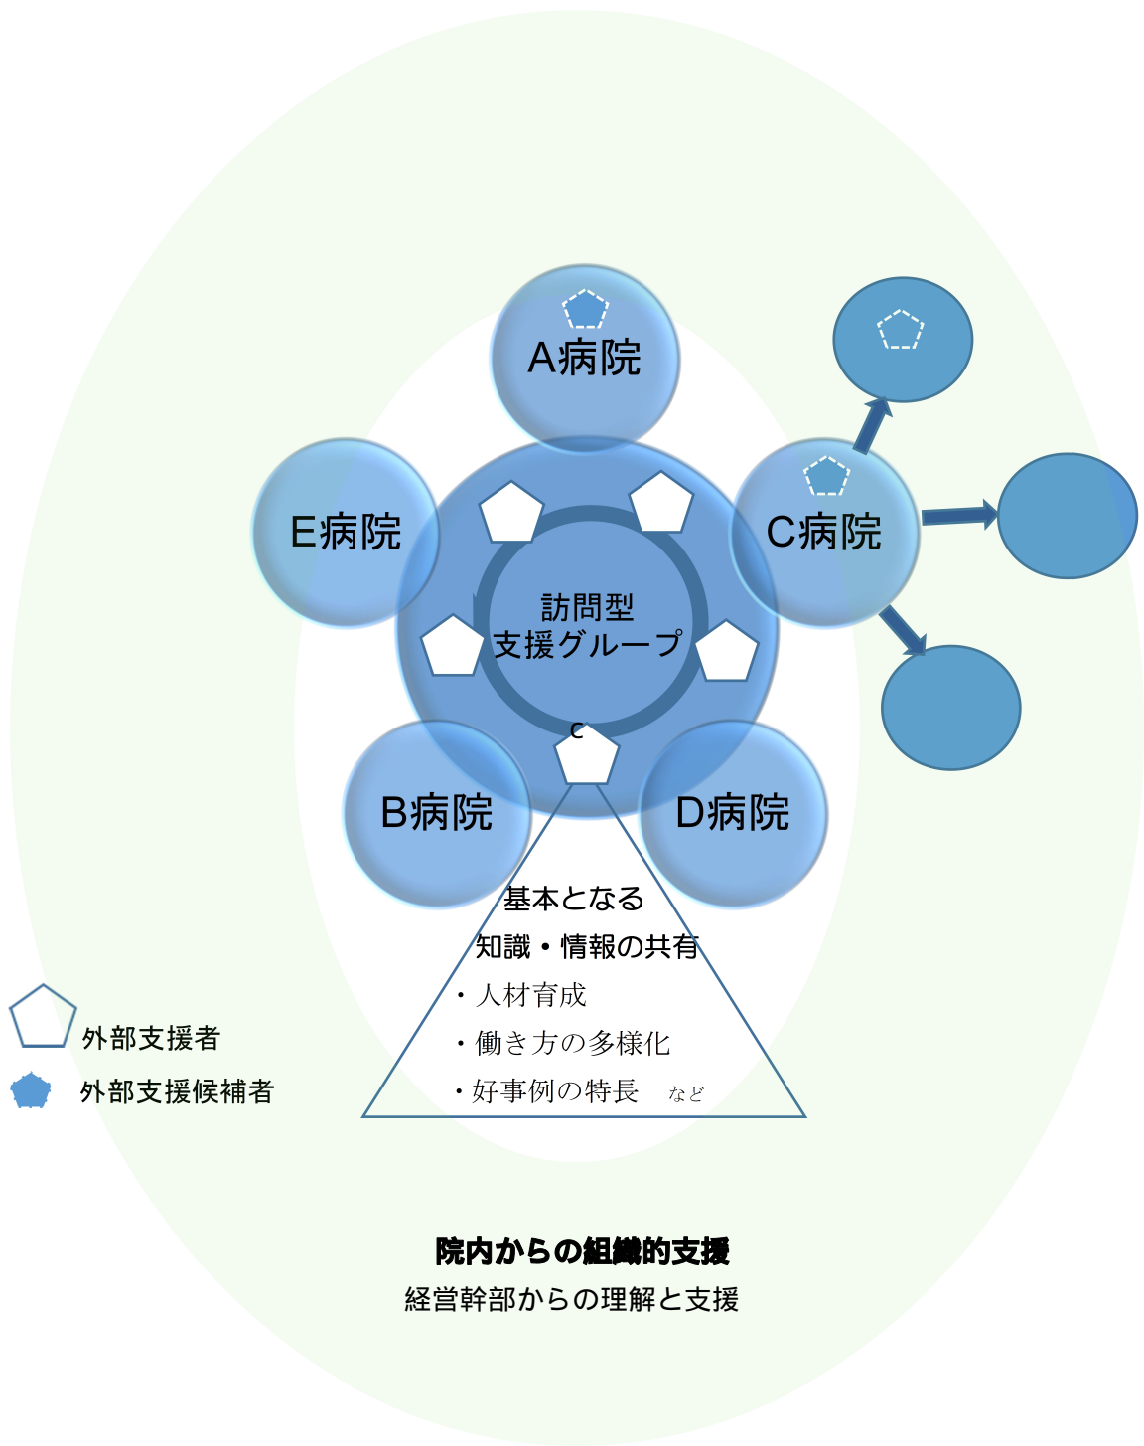 A病院
E病院
C病院
訪問型
支援グループ
c
B病院
D病院
基本となる
知識・情報の共有
・人材育成
・働き方の多様化
・好事例の特長　など
外部支援者
外部支援候補者
院内からの組織的支援
経営幹部からの理解と支援